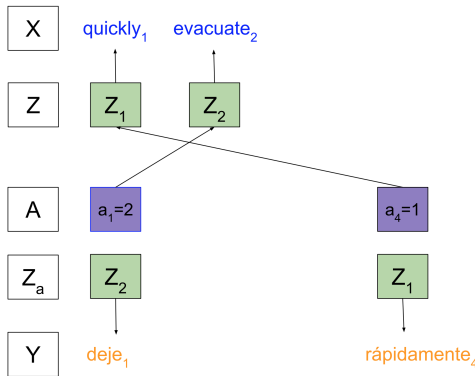 X quickly₁ evacuate₂
Z Z₁ Z₂
A a₁=2 a₄=1
Zₐ Z₂ Z₁
Y deje₁ rápidamente₄